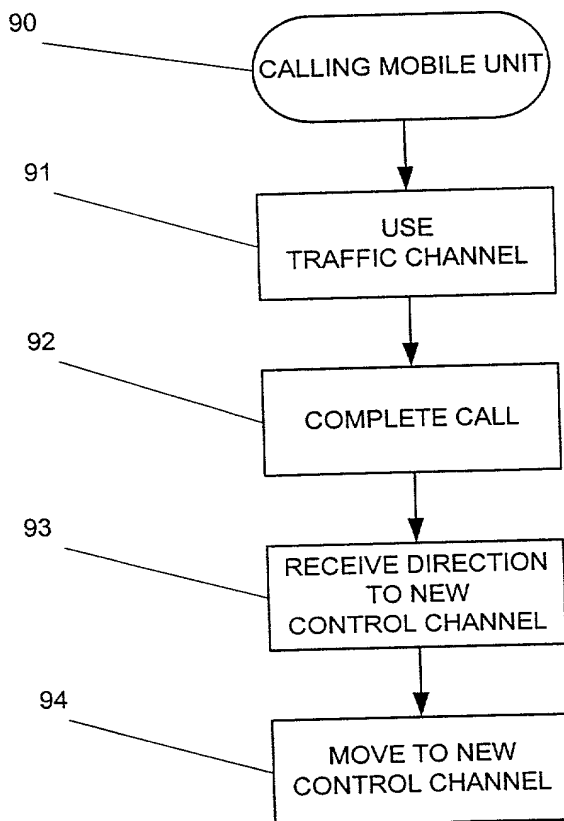 90
CALLING MOBILE UNIT
91
USE
TRAFFIC CHANNEL
92
COMPLETE CALL
93
RECEIVE DIRECTION
TO NEW
CONTROL CHANNEL
94
MOVE TO NEW
CONTROL CHANNEL